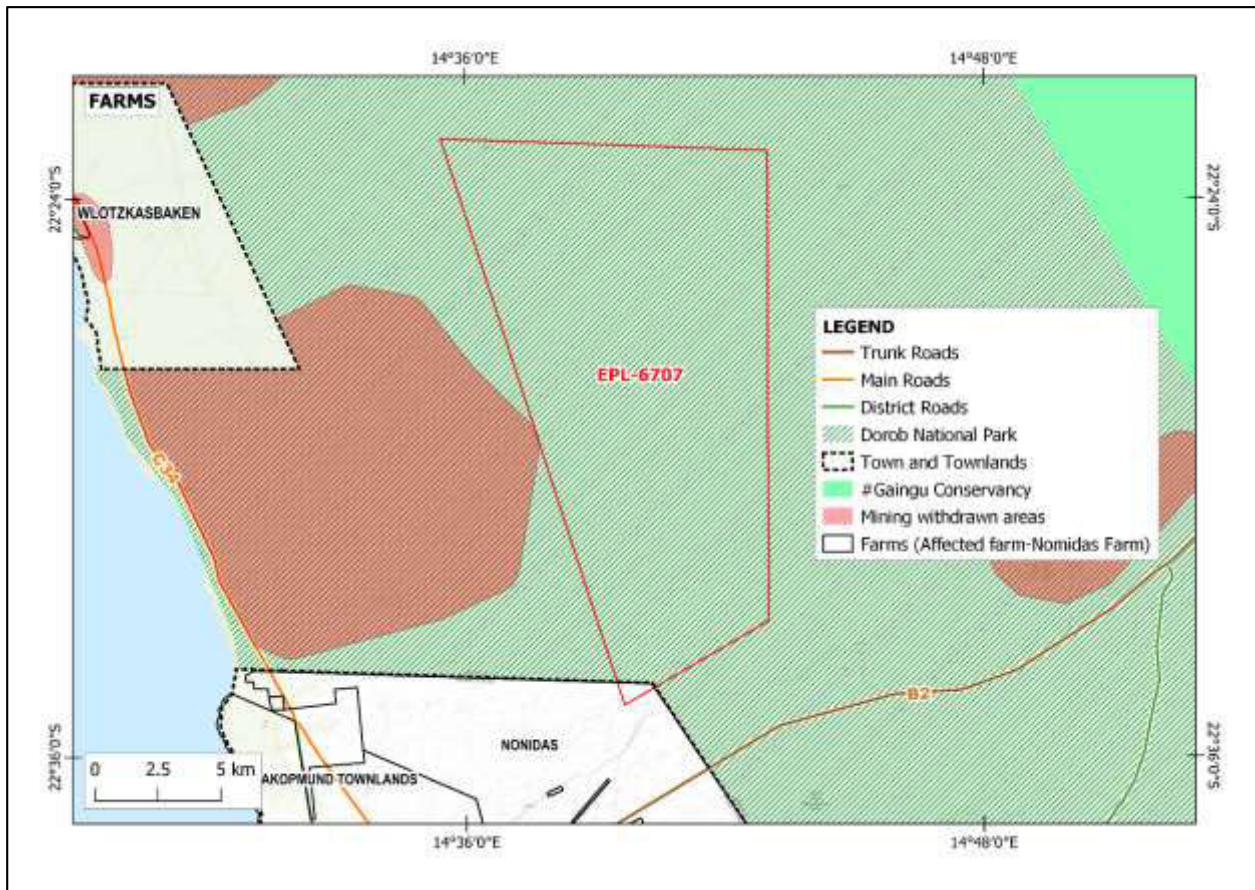 14°36'0"E
14°48'0"E
FARMS
22°24'0"S
22°24'0"S
WLOTZKASBAKEN
EPL-6707
LEGEND
Trunk Roads
Main Roads
District Roads
Dorob National Park
Town and Townlands
#Gaingu Conservancy
Mining withdrawn areas
Farms (Affected farm-Nomidas Farm)
C34
B2
NONIDAS
22°36'0"S
22°36'0"S
0 2.5 5 km
AKOPMUND TOWNLANDS
14°36'0"E
14°48'0"E